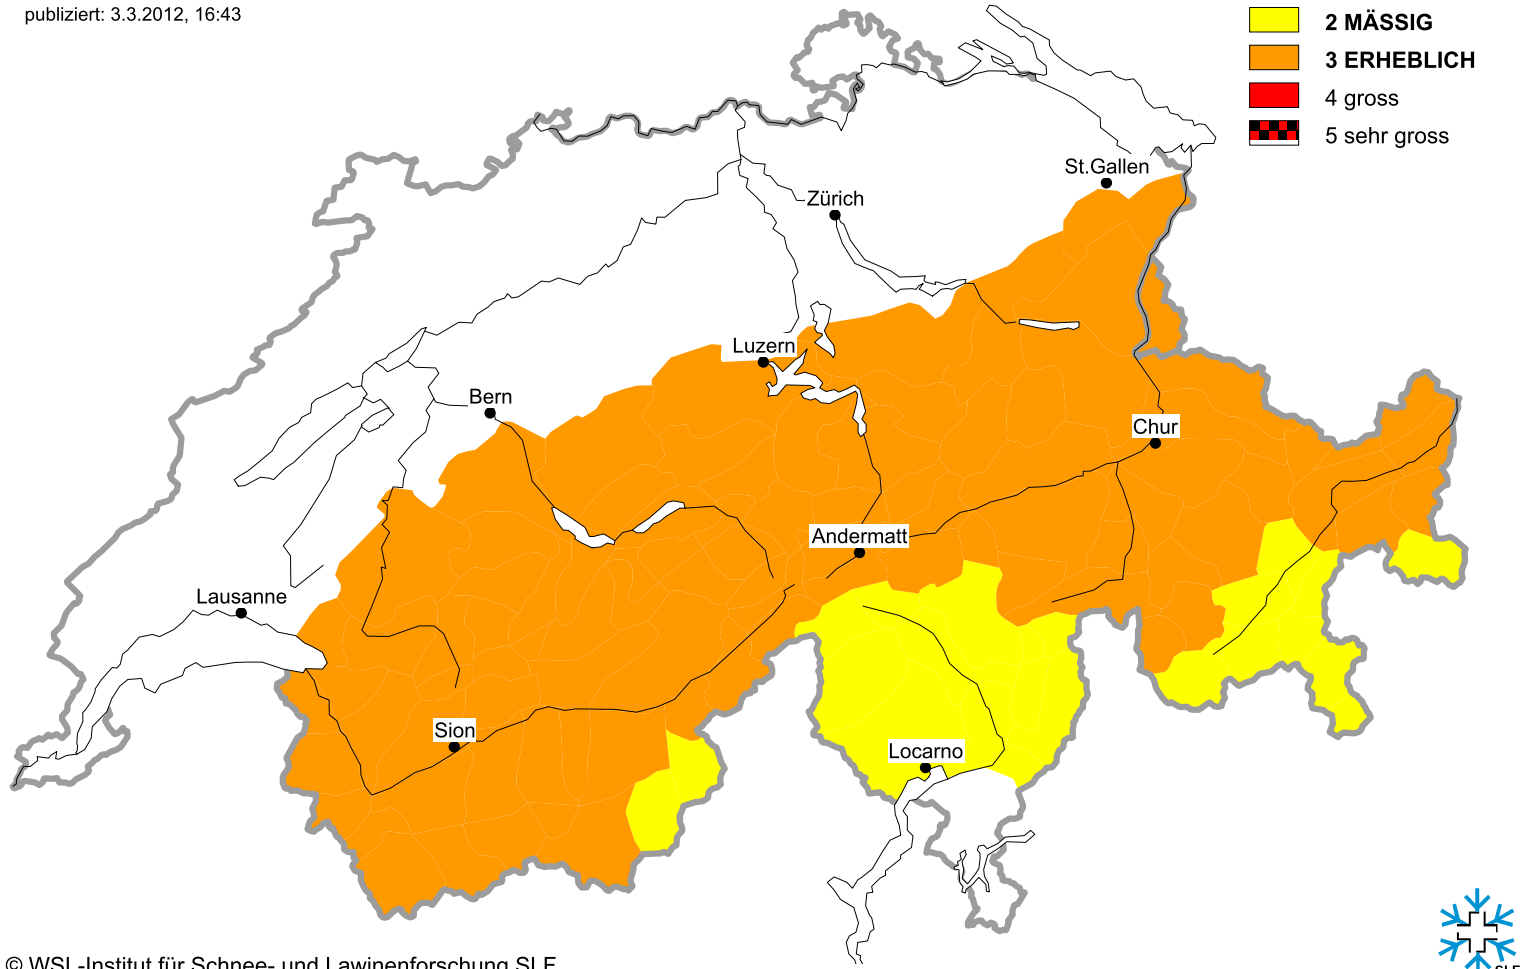 publiziert: 3.3.2012, 16:43
2 MÄSSIG
3 ERHEBLICH
4 gross
5 sehr gross
St.Gallen
Zürich
Luzern
Bern
Chur
Andermatt
Lausanne
Sion
Locarno
© WSL-Institut für Schnee- und Lawinenforschung SLF
SLF